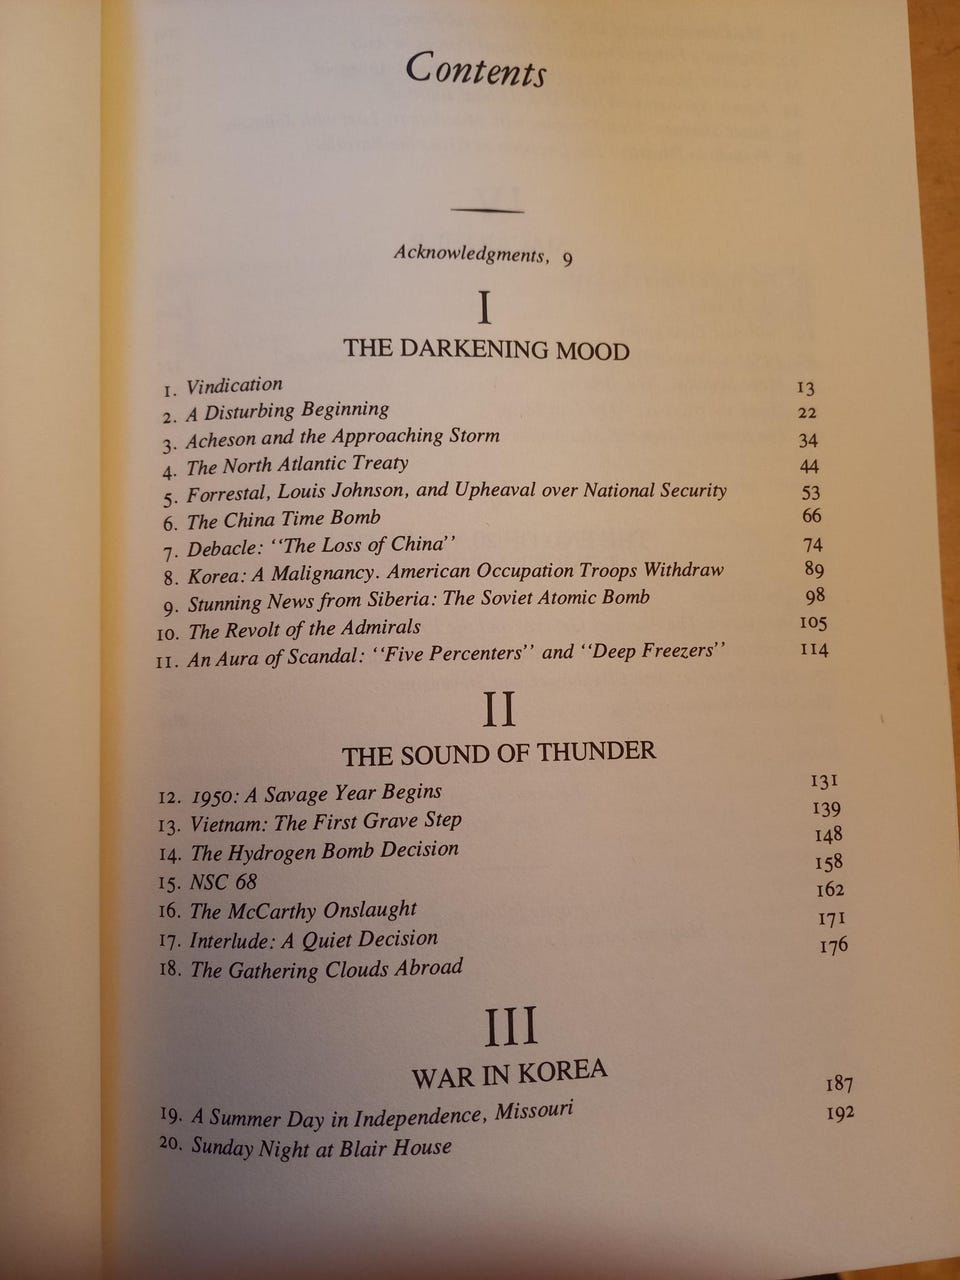 Contents
Acknowledgments, 9
I
THE DARKENING MOOD
1. Vindication 13
2. A Disturbing Beginning 22
3. Acheson and the Approaching Storm 34
4. The North Atlantic Treaty 44
5. Forrestal, Louis Johnson, and Upheaval over National Security 53
6. The China Time Bomb 66
7. Debacle: “The Loss of China” 74
8. Korea: A Malignancy. American Occupation Troops Withdraw 89
9. Stunning News from Siberia: The Soviet Atomic Bomb 98
10. The Revolt of the Admirals 105
11. An Aura of Scandal: “Five Percenters” and “Deep Freezers” 114
II
THE SOUND OF THUNDER
12. 1950: A Savage Year Begins 131
13. Vietnam: The First Grave Step 139
14. The Hydrogen Bomb Decision 148
15. NSC 68 158
16. The McCarthy Onslaught 162
17. Interlude: A Quiet Decision 171
18. The Gathering Clouds Abroad 176
III
WAR IN KOREA
19. A Summer Day in Independence, Missouri 187
20. Sunday Night at Blair House 192